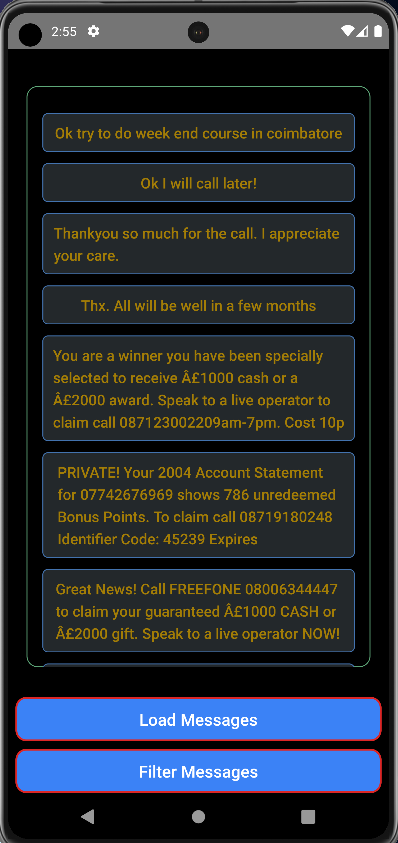 2:55
Ok try to do week end course in coimbatore
Ok I will call later!
Thankyou so much for the call. I appreciate
your care.
Thx. All will be well in a few months
You are a winner you have been specially
selected to receive Â£1000 cash or a
Â£2000 award. Speak to a live operator to
claim call 087123002209am-7pm. Cost 10p
PRIVATE! Your 2004 Account Statement
for 07742676969 shows 786 unredeemed
Bonus Points. To claim call 08719180248
Identifier Code: 45239 Expires
Great News! Call FREEFONE 08006344447
to claim your guaranteed Â£1000 CASH or
Â£2000 gift. Speak to a live operator NOW!
Load Messages
Filter Messages